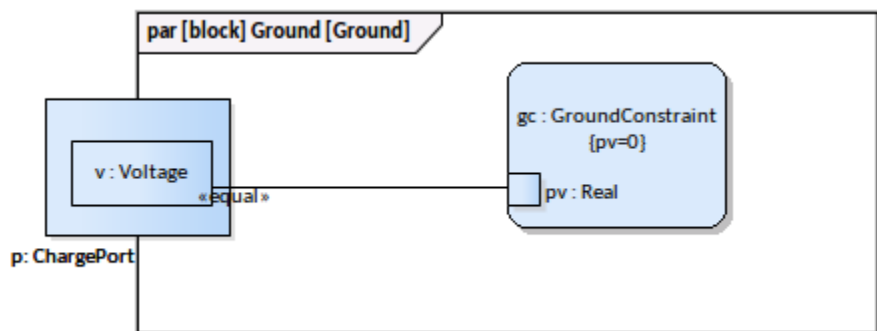 par [block] Ground [Ground]
gc : GroundConstraint
{pv=0}
v : Voltage
«equal»
pv : Real
p: ChargePort